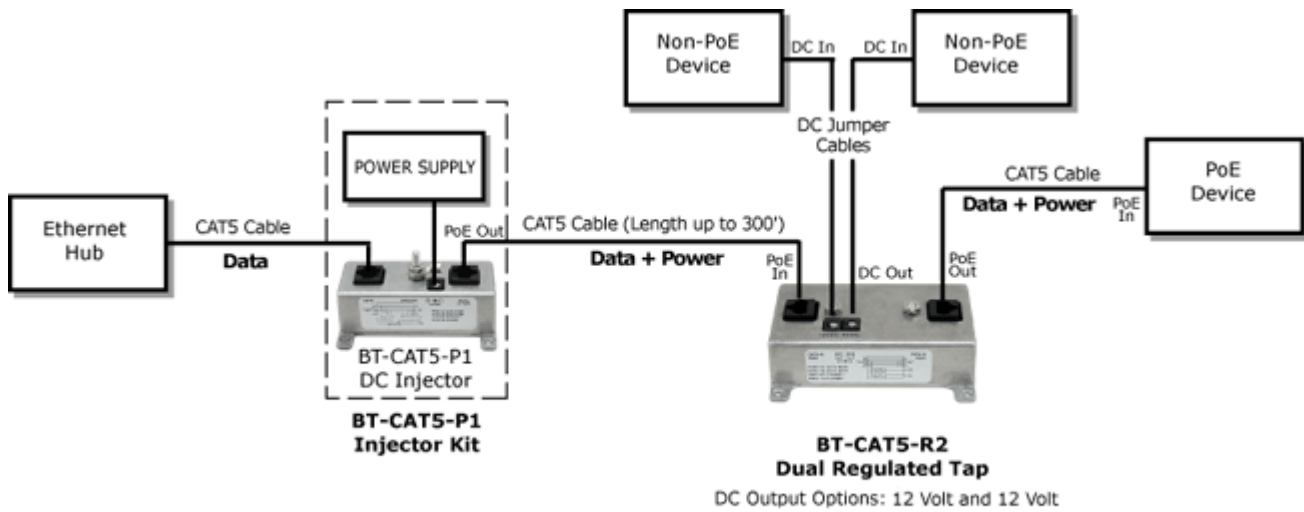 Non-PoE
Device
DC In
DC In
Non-PoE
Device
DC Jumper
Cables
POWER SUPPLY
PoE
Device
CAT5 Cable
Data + Power
PoE
In
Ethernet
Hub
CAT5 Cable
Data
PoE Out
CAT5 Cable (Length up to 300')
Data + Power
PoE
In
DC Out
PoE
Out
BT-CAT5-P1
DC Injector
BT-CAT5-P1
Injector Kit
BT-CAT5-R2
Dual Regulated Tap
DC Output Options: 12 Volt and 12 Volt